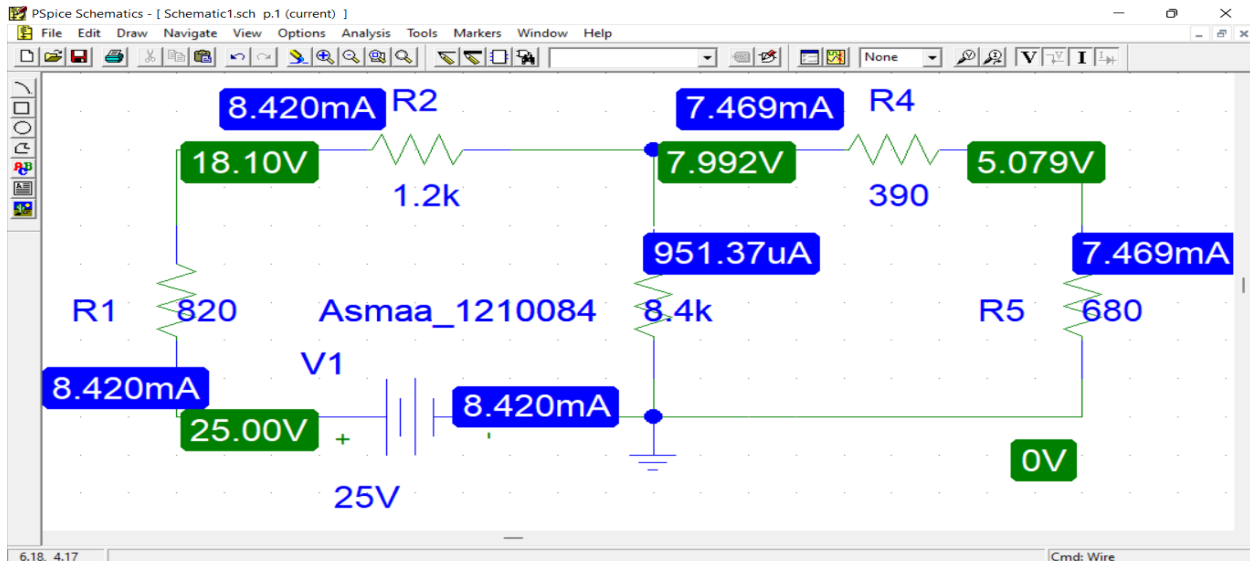 PSpice Schematics - [ Schematic1.sch p.1 (current) ]
File Edit Draw Navigate View Options Analysis Tools Markers Window Help
None V I
8.420mA R2 7.469mA R4
18.10V 7.992V 5.079V
1.2k 390
951.37uA 7.469mA
R1 820 Asmaa_1210084 8.4k R5 680
V1
8.420mA 8.420mA
25.00V +
0V
25V
6.18, 4.17 Cmd: Wire